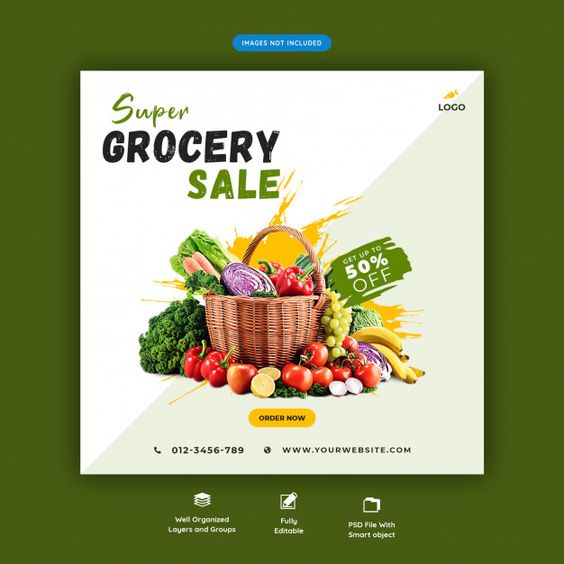 IMAGES NOT INCLUDED
Super
GROCERY
SALE
LOGO
GET UP TO
50%
OFF
ORDER NOW
012-3456-789
WWW.YOURWEBSITE.COM
Well Organized
Layers and Groups
Fully
Editable
PSD File With
Smart object